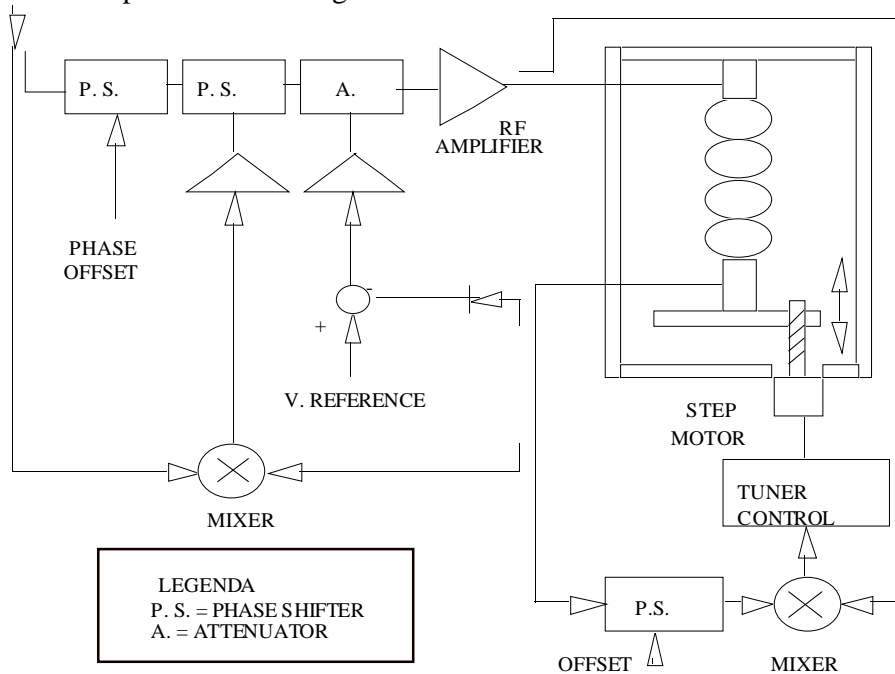 P. S.
P. S.
A.
RF
AMPLIFIER
PHASE
OFFSET
-
+
V. REFERENCE
STEP
MOTOR
MIXER
TUNER
CONTROL
LEGENDA
P. S. = PHASE SHIFTER
A. = ATTENUATOR
P.S.
OFFSET
MIXER